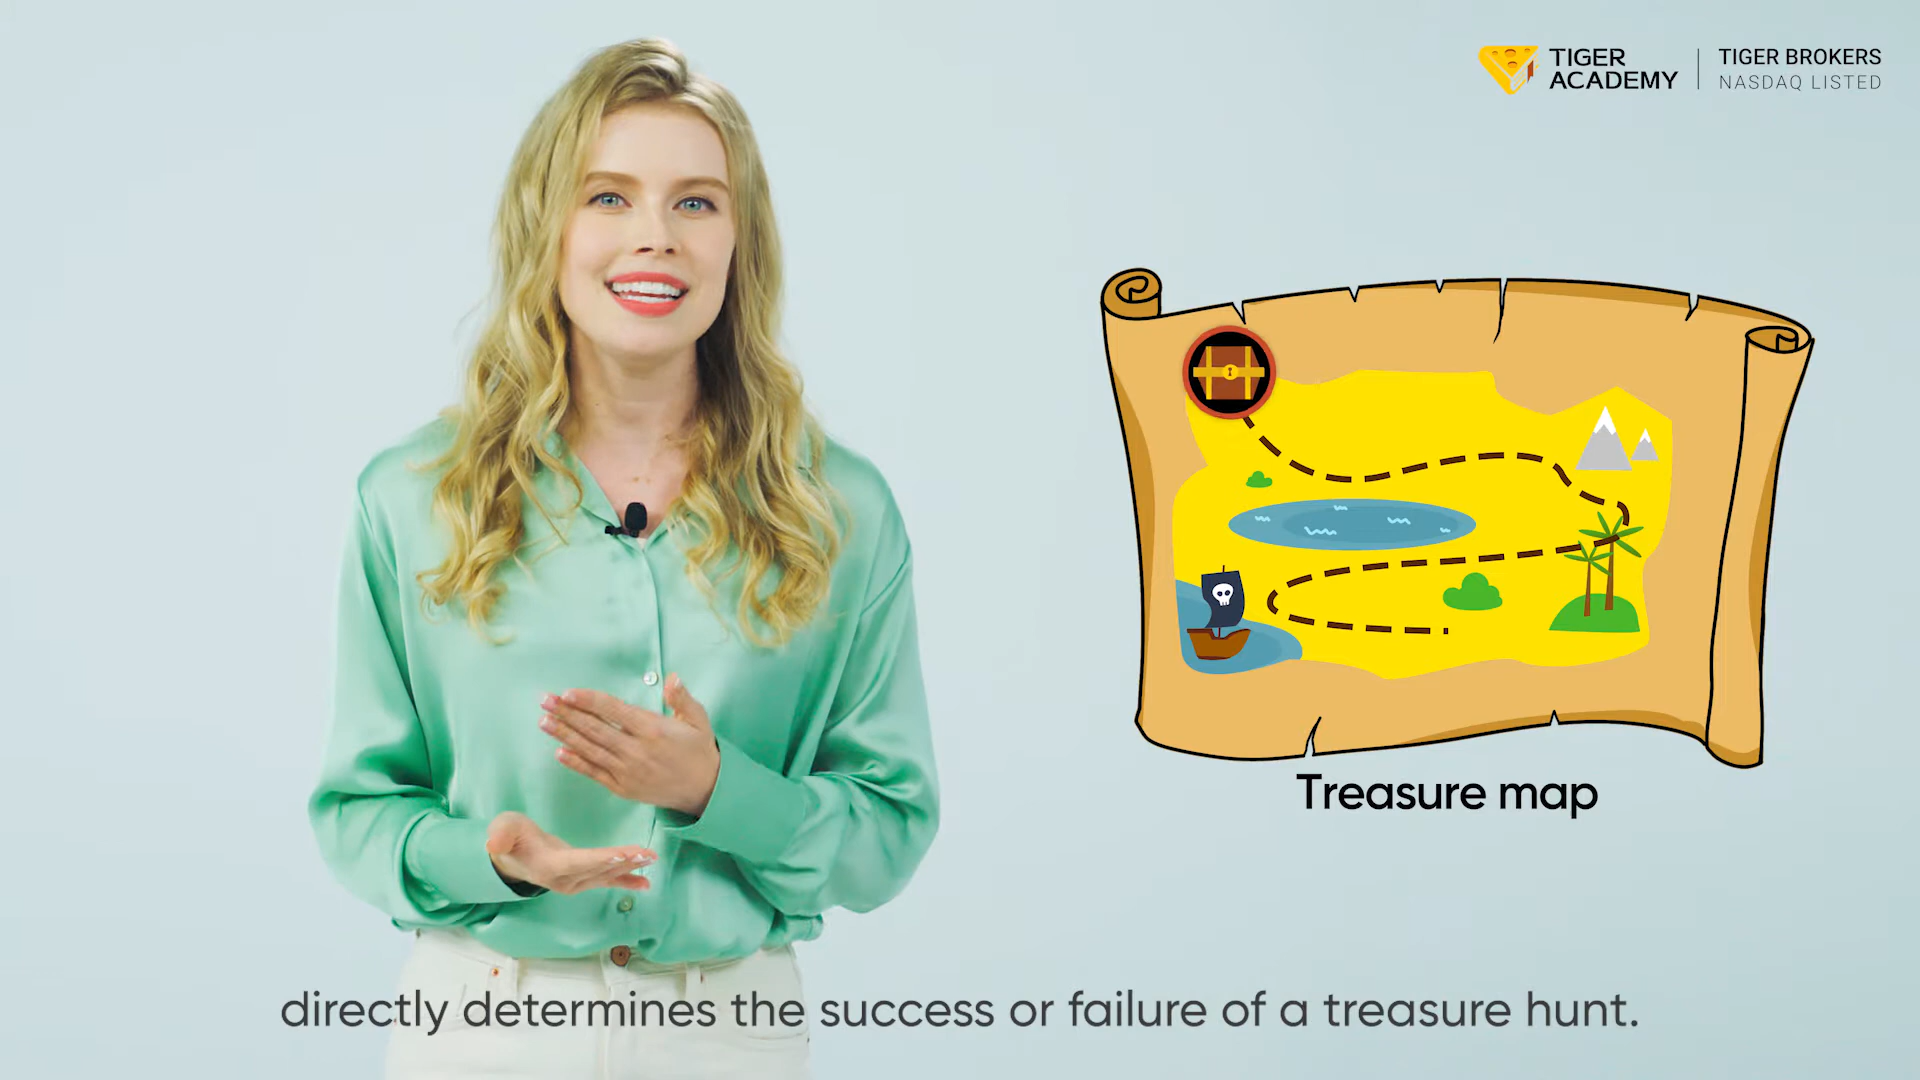 TIGER
ACADEMY
TIGER BROKERS
NASDAQ LISTED
Treasure map
directly determines the success or failure of a treasure hunt.